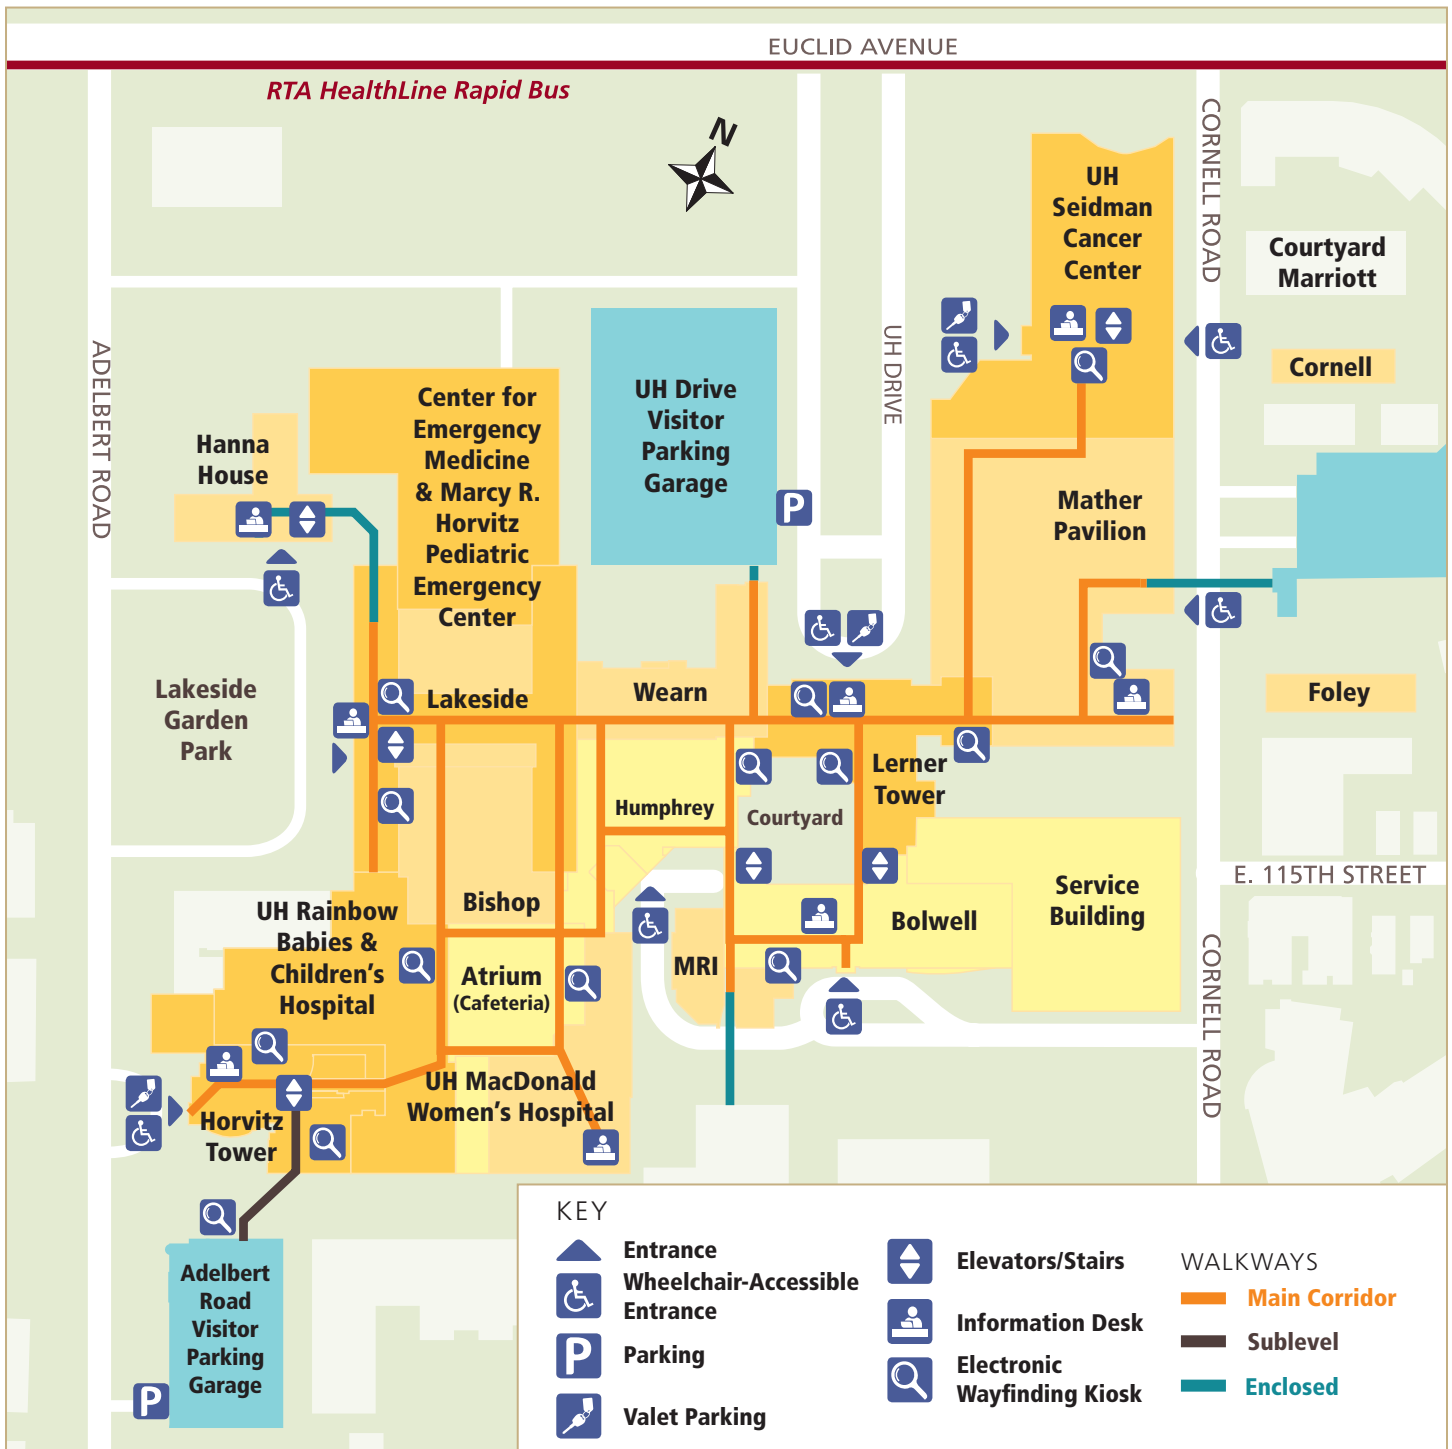 EUCLID AVENUE
RTA HealthLine Rapid Bus
N
CORNELL ROAD
UH
Seidman
Cancer
Center
Courtyard
Marriott
ADELBERT ROAD
UH DRIVE
Cornell
Center for
Emergency
Medicine
& Marcy R.
Horvitz
Pediatric
Emergency
Center
UH Drive
Visitor
Parking
Garage
P
Hanna
House
Mather
Pavilion
Lakeside
Garden
Park
Lakeside
Wearn
Foley
Lerner
Tower
Humphrey
Courtyard
E. 115TH STREET
Service
Building
Bishop
Bolwell
UH Rainbow
Babies &
Children's
Hospital
Atrium
(Cafeteria)
MRI
CORNELL ROAD
UH MacDonald
Women's Hospital
Horvitz
Tower
Adelbert
Road
Visitor
Parking
Garage
P
KEY
Entrance
Wheelchair-Accessible
Entrance
P
Parking
Valet Parking
Elevators/Stairs
Information Desk
Electronic
Wayfinding Kiosk
WALKWAYS
Main Corridor
Sublevel
Enclosed